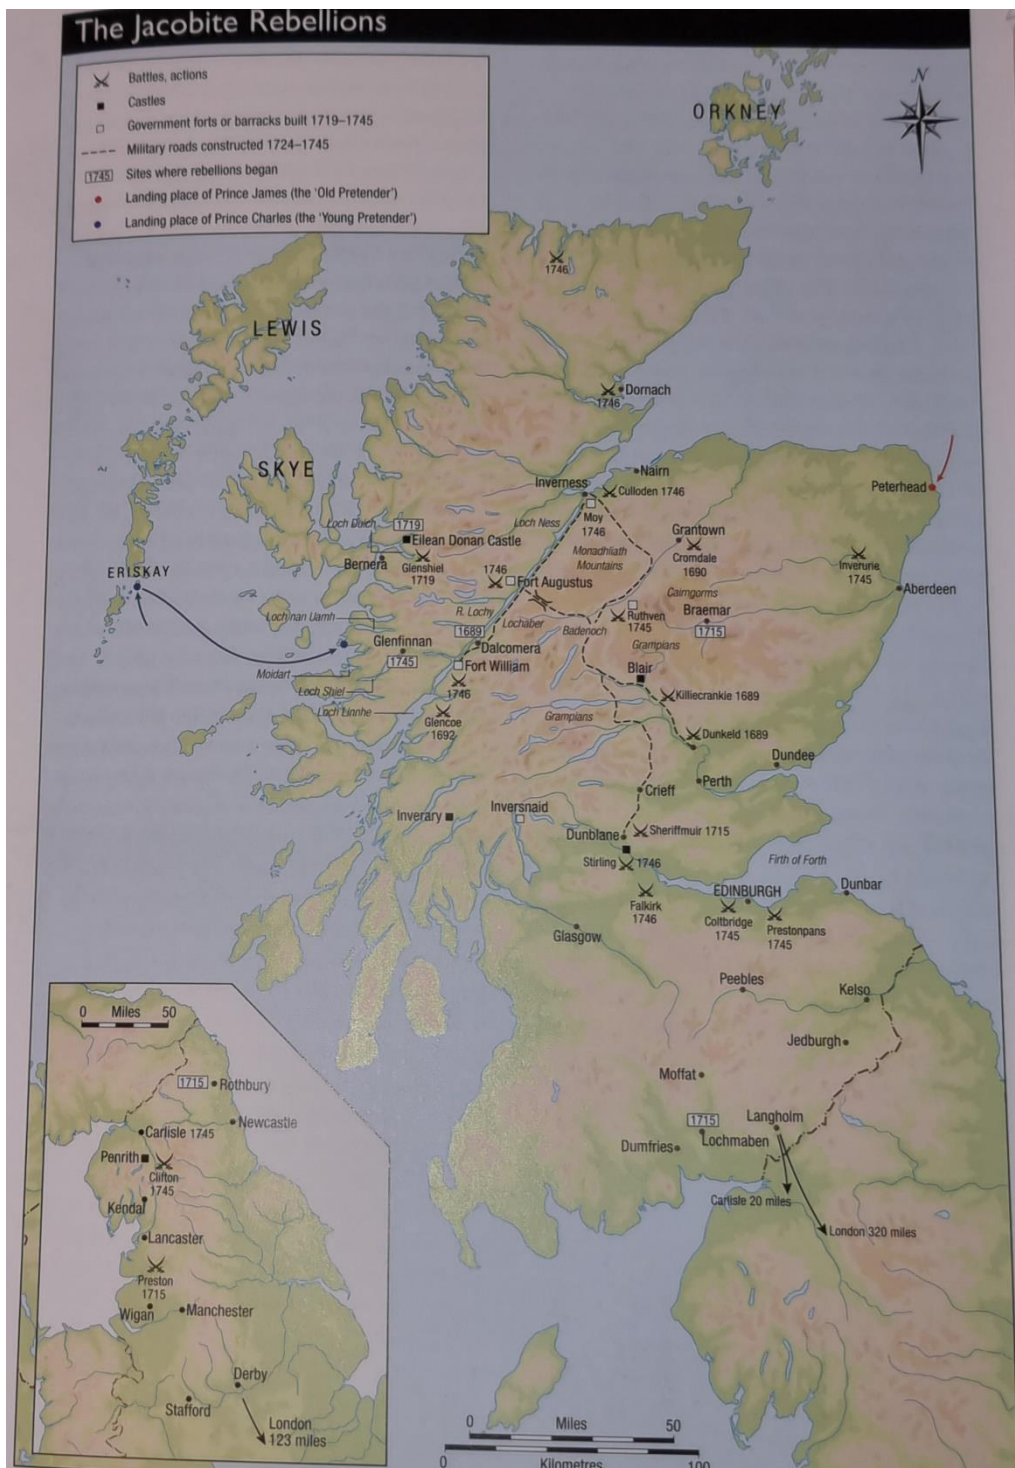 The Jacobite Rebellions
Battles, actions
Castles
Government forts or barracks built 1719–1745
Military roads constructed 1724–1745
1745 Sites where rebellions began
Landing place of Prince James (the 'Old Pretender')
Landing place of Prince Charles (the 'Young Pretender')
N
ORKNEY
1746
LEWIS
Dornach
1746
SKYE
Nairn
Inverness
Culloden 1746
Peterhead
Moy
1746
Loch Ness
Loch Duich
1719
Eilean Donan Castle
Grantown
Monadhliath
Mountains
Cromdale
1690
Bernera
Glenshiel
1719
Inverurie
1745
ERISKAY
1746
Fort Augustus
Cairngorms
Aberdeen
R. Lochy
Lochaber
Ruthven
1745
Braemar
1715
Loch nan Uamh
Badenoch
1689
Dalcomera
Glenfinnan
1745
Grampians
Fort William
Blair
Moidart
1746
Loch Shiel
Killiecrankie 1689
Loch Linnhe
Glencoe
1692
Grampians
Dunkeld 1689
Dundee
Perth
Crieff
Inverary
Inversnaid
Dunblane
Sheriffmuir 1715
Stirling
1746
Firth of Forth
Falkirk
1746
EDINBURGH
Dunbar
Coltbridge
1745
Prestonpans
1745
Glasgow
Peebles
Kelso
Jedburgh
Moffat
1715
Lochmaben
Langholm
Dumfries
Carlisle 20 miles
London 320 miles
0 Miles 50
0 Kilometres 100
0 Miles 50
1715
Rothbury
Newcastle
Carlisle 1745
Penrith
Clifton
1745
Kendal
Lancaster
Preston
1715
Wigan
Manchester
Derby
Stafford
London
123 miles